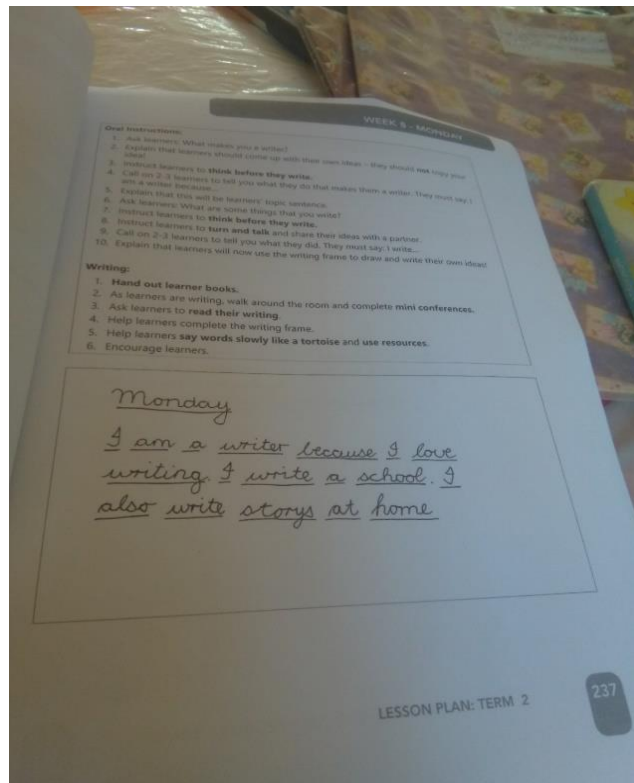 WEEK 5 - MONDAY
Oral Instructions:
1. Ask learners: What makes you a writer?
2. Explain that learners should come up with their own ideas – they should not copy your
idea!
3. Instruct learners to think before they write.
4. Call on 2-3 learners to tell you what they do that makes them a writer. They must say I
am a writer because...
5. Explain that this will be learners' topic sentence.
6. Ask learners: What are some things that you write?
7. Instruct learners to think before they write.
8. Instruct learners to turn and talk and share their ideas with a partner.
9. Call on 2-3 learners to tell you what they did. They must say: I write...
10. Explain that learners will now use the writing frame to draw and write their own ideas!
Writing:
1. Hand out learner books.
2. As learners are writing, walk around the room and complete mini conferences.
3. Ask learners to read their writing.
4. Help learners complete the writing frame.
5. Help learners say words slowly like a tortoise and use resources.
6. Encourage learners.
Monday
I am a writer because I love
writing. I write a school. I
also write storys at home
LESSON PLAN: TERM 2
237